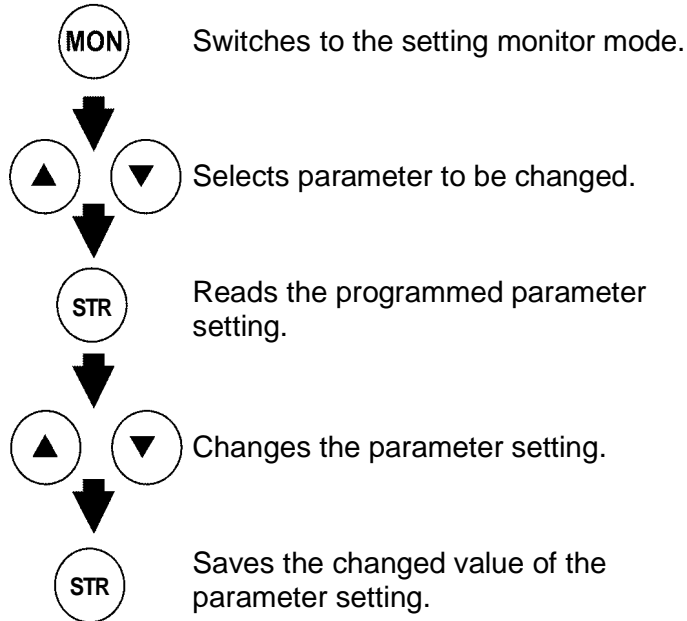 MON
Switches to the setting monitor mode.
▲ ▼
Selects parameter to be changed.
STR
Reads the programmed parameter
setting.
▲ ▼
Changes the parameter setting.
STR
Saves the changed value of the
parameter setting.